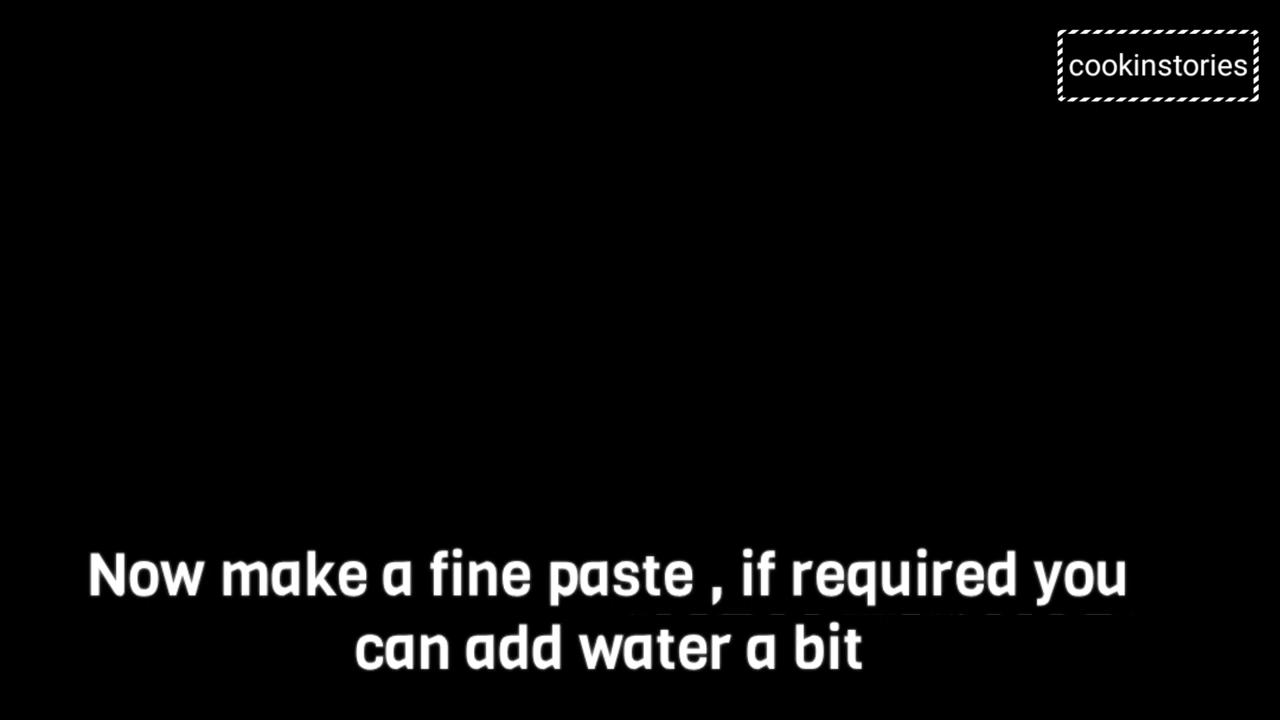 cookinstories
Now make a fine paste , if required you
can add water a bit